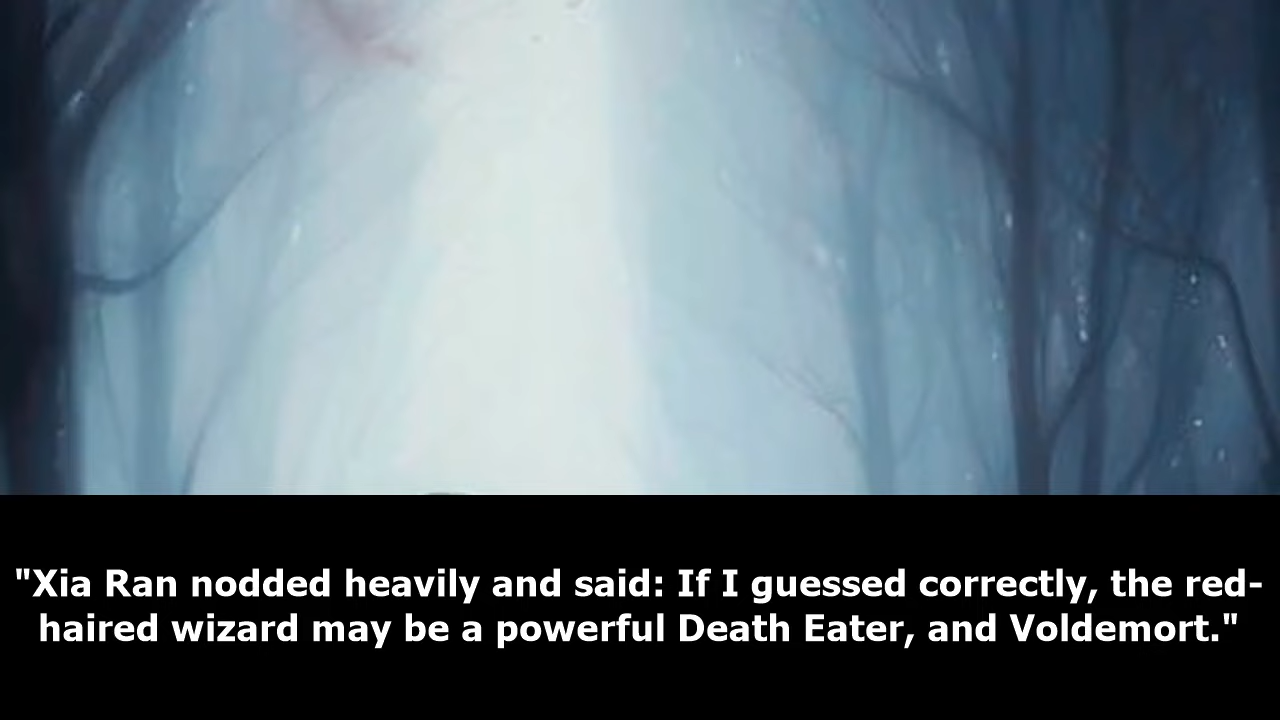 "Xia Ran nodded heavily and said: If I guessed correctly, the red-
haired wizard may be a powerful Death Eater, and Voldemort."